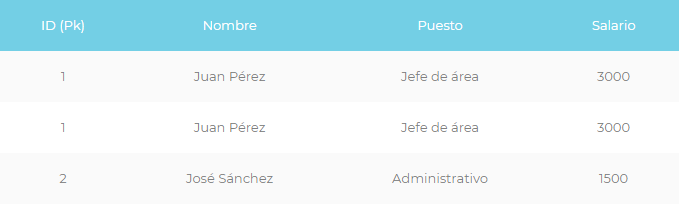 ID (Pk) Nombre Puesto Salario
1 Juan Pérez Jefe de área 3000
1 Juan Pérez Jefe de área 3000
2 José Sánchez Administrativo 1500